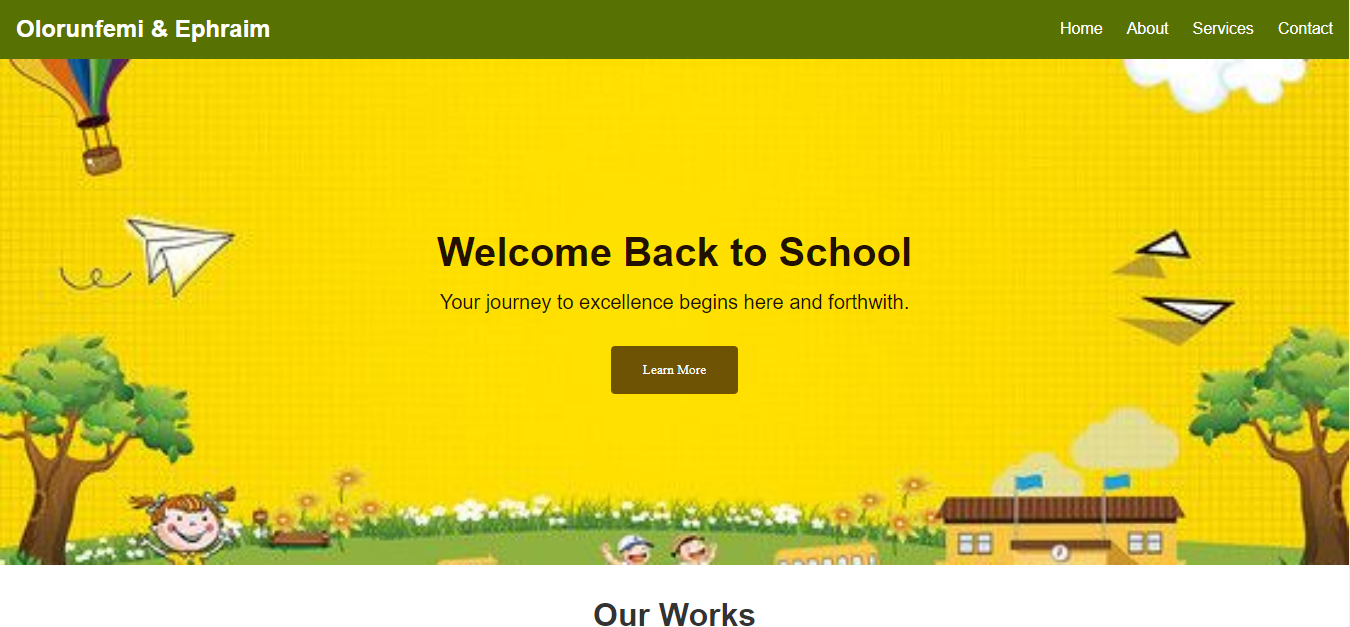 Olorunfemi & Ephraim
Home About Services Contact
Welcome Back to School
Your journey to excellence begins here and forthwith.
Learn More
Our Works